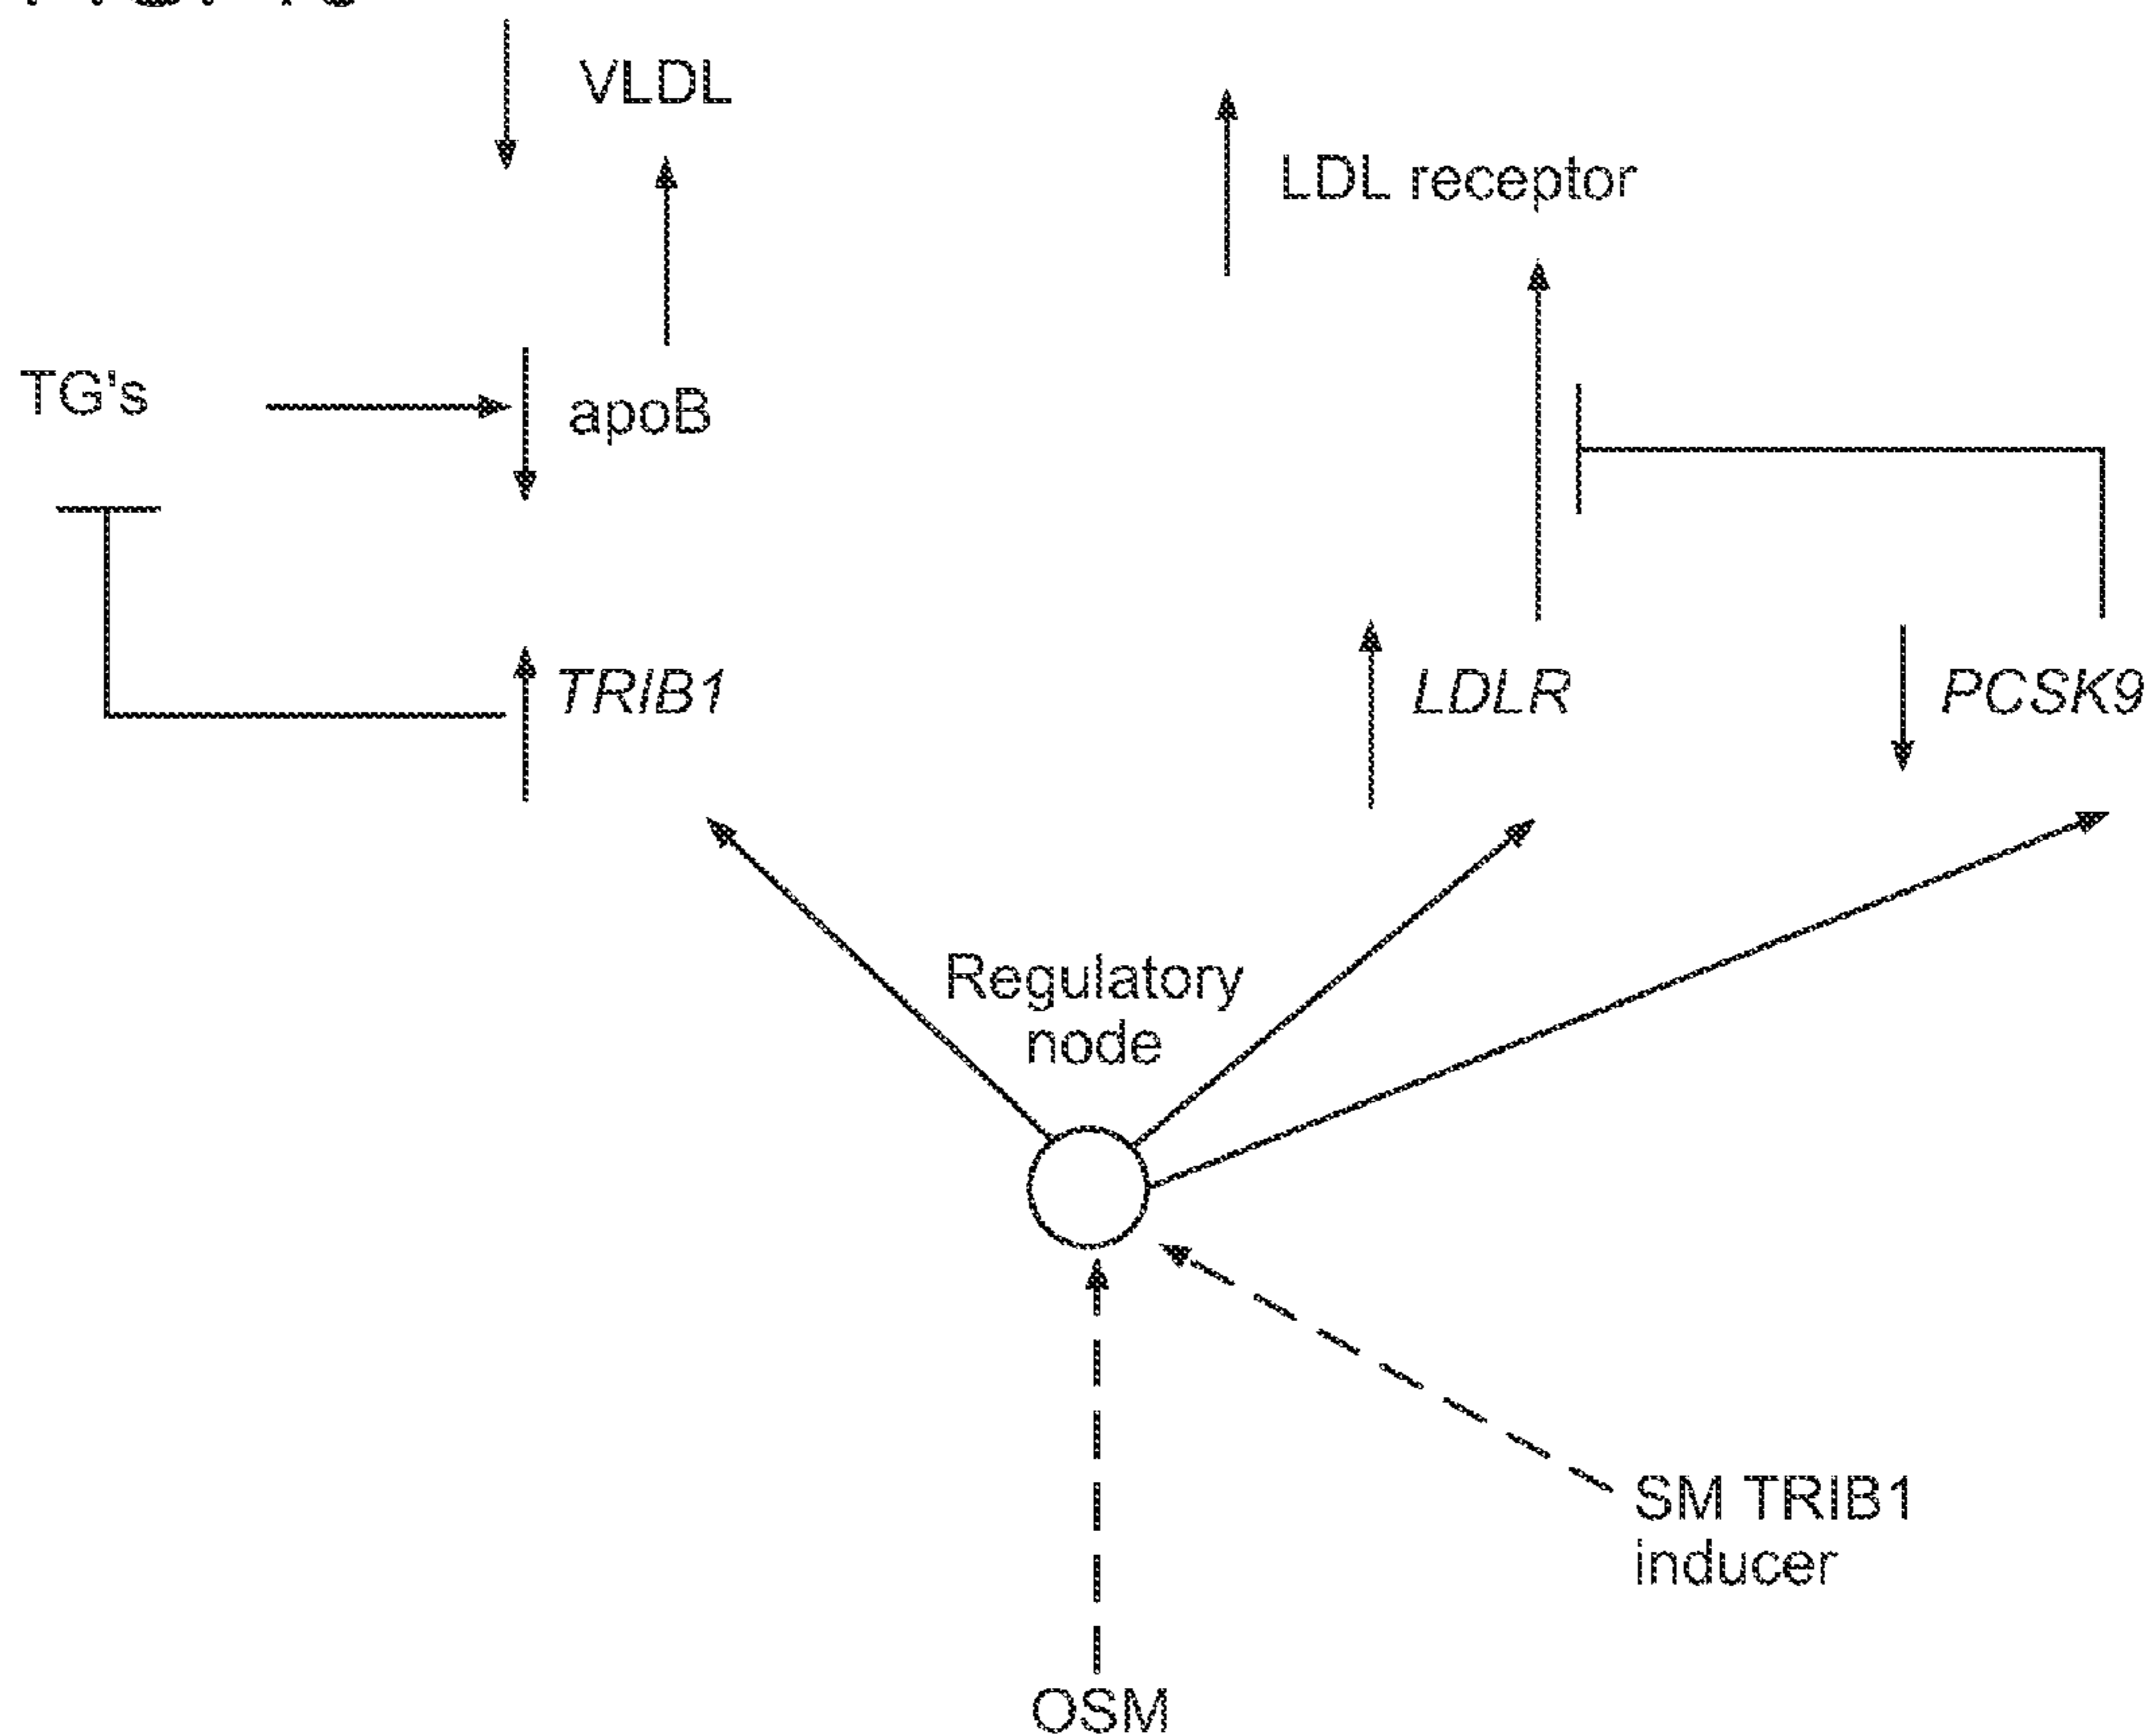 VLDL
LDL receptor
TG's
apoB
TRIB1
LDLR
PCSK9
Regulatory
node
SM TRIB1
inducer
OSM